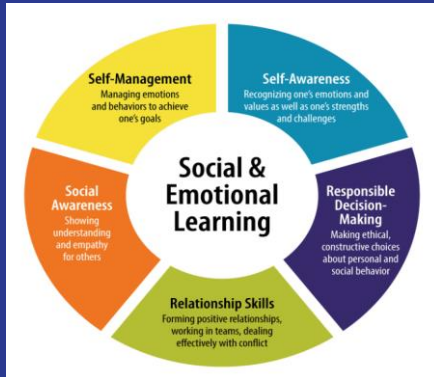 Self-Management
Managing emotions
and behaviors to achieve
one's goals
Self-Awareness
Recognizing one's emotions and
values as well as one's strengths
and challenges
Social
Awareness
Showing
understanding
and empathy
for others
Social &
Emotional
Learning
Responsible
Decision-
Making
Making ethical,
constructive choices
about personal and
social behavior
Relationship Skills
Forming positive relationships,
working in teams, dealing
effectively with conflict